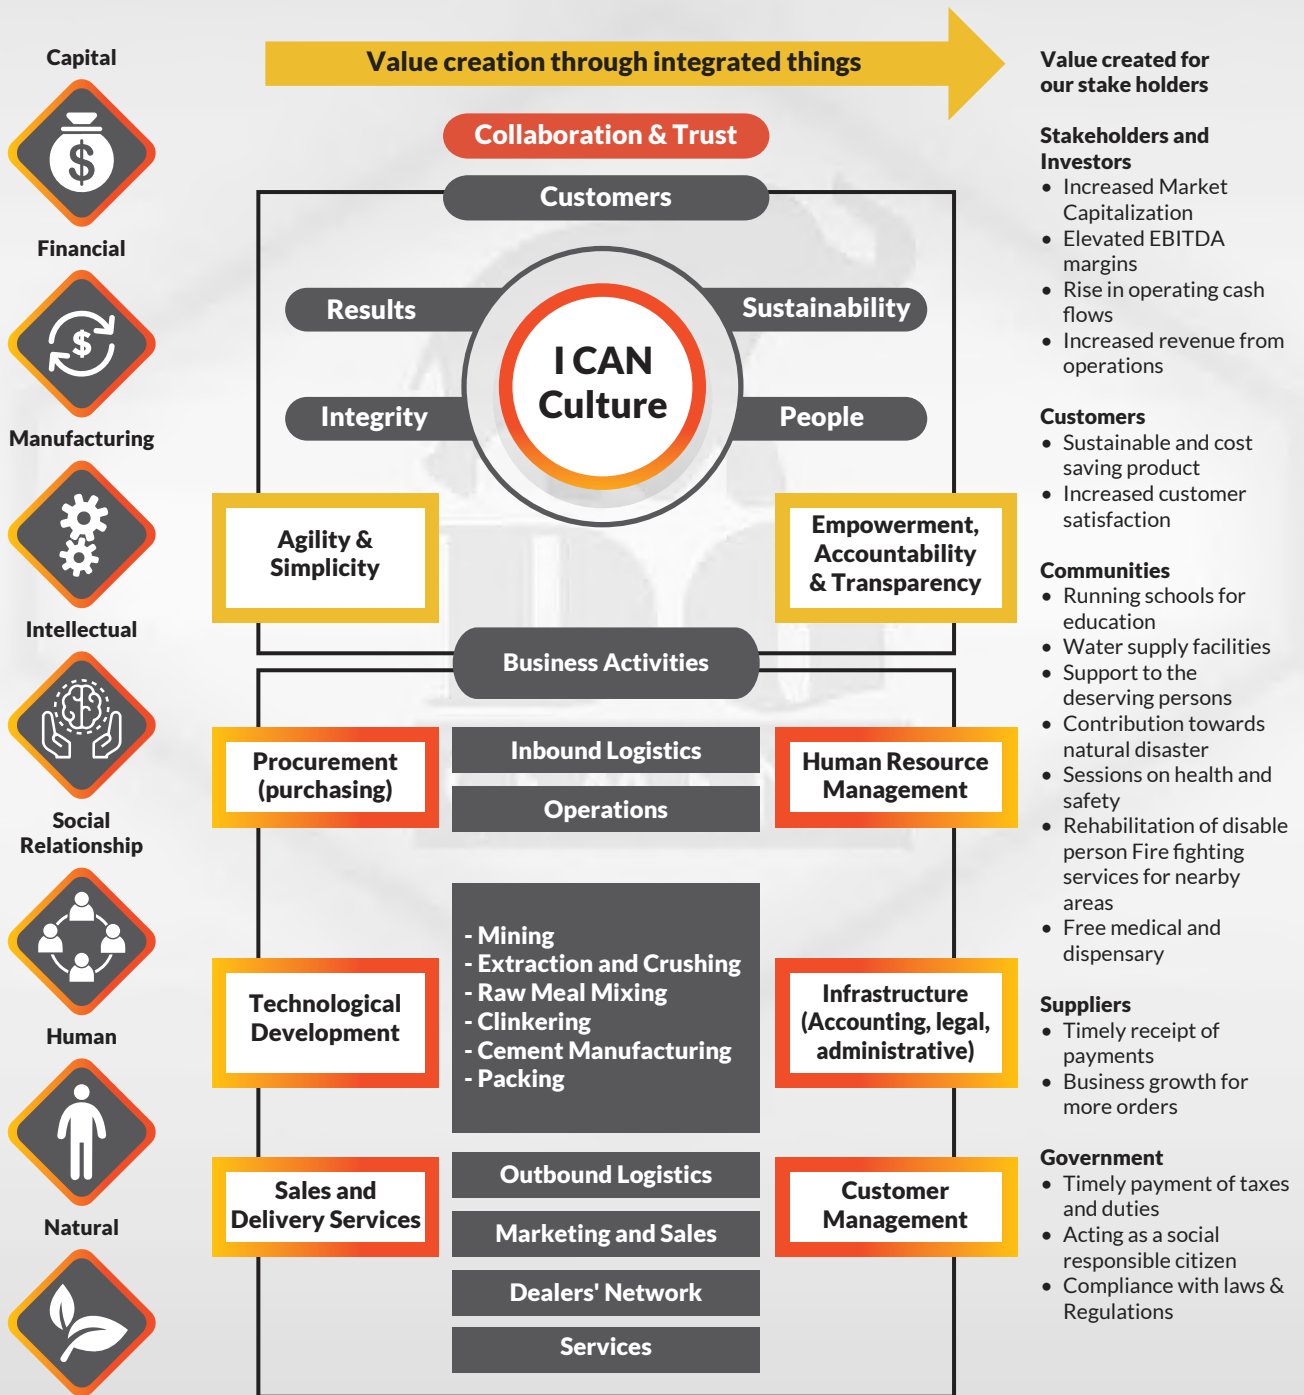 Capital
Financial
Manufacturing
Intellectual
Social
Relationship
Human
Natural
Value creation through integrated things
Collaboration & Trust
Customers
Results
Sustainability
I CAN
Culture
Integrity
People
Agility &
Simplicity
Empowerment,
Accountability
& Transparency
Business Activities
Procurement
(purchasing)
Inbound Logistics
Operations
Human Resource
Management
Technological
Development
- Mining
- Extraction and Crushing
- Raw Meal Mixing
- Clinkering
- Cement Manufacturing
- Packing
Infrastructure
(Accounting, legal,
administrative)
Sales and
Delivery Services
Outbound Logistics
Marketing and Sales
Dealers' Network
Services
Customer
Management
Value created for
our stake holders
Stakeholders and
Investors
• Increased Market
Capitalization
• Elevated EBITDA
margins
• Rise in operating cash
flows
• Increased revenue from
operations
Customers
• Sustainable and cost
saving product
• Increased customer
satisfaction
Communities
• Running schools for
education
• Water supply facilities
• Support to the
deserving persons
• Contribution towards
natural disaster
• Sessions on health and
safety
• Rehabilitation of disable
person Fire fighting
services for nearby
areas
• Free medical and
dispensary
Suppliers
• Timely receipt of
payments
• Business growth for
more orders
Government
• Timely payment of taxes
and duties
• Acting as a social
responsible citizen
• Compliance with laws &
Regulations